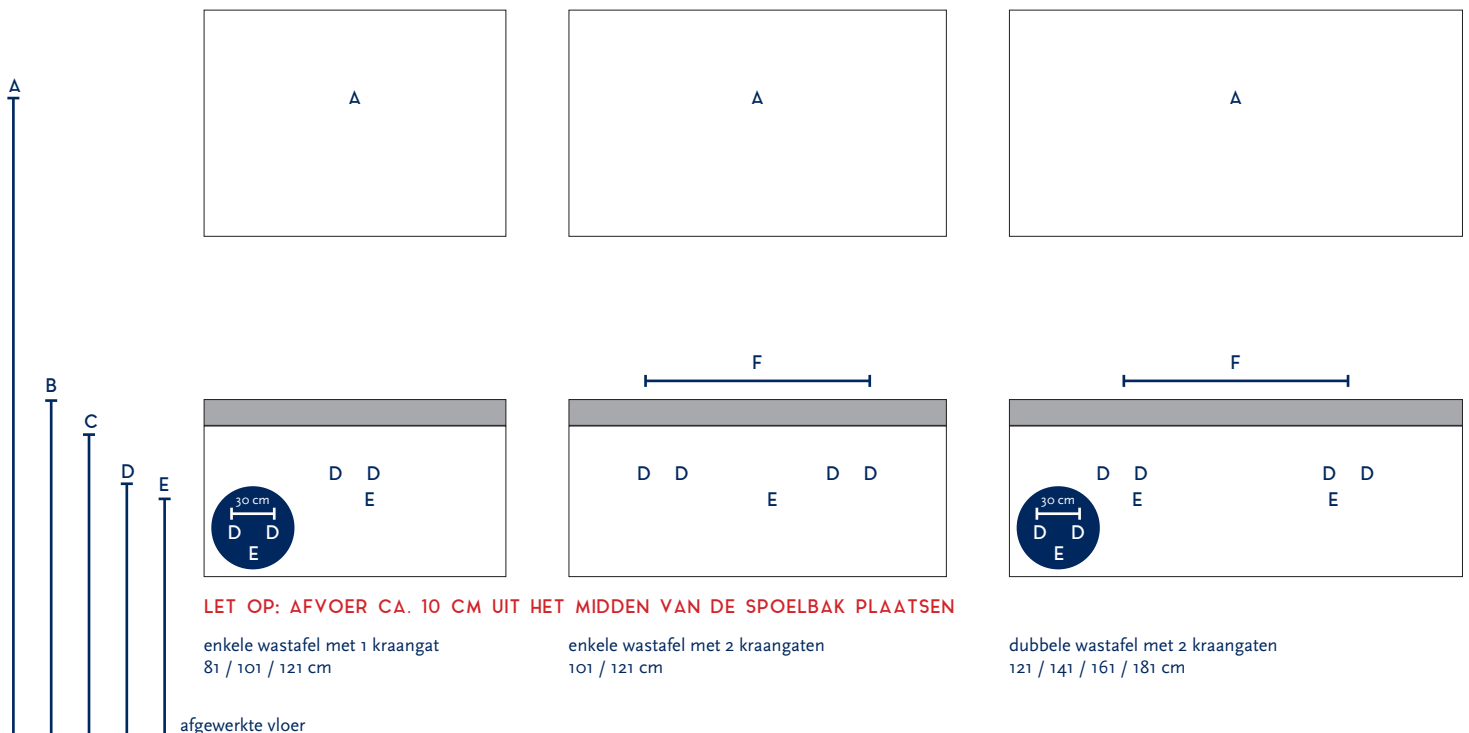 A
A
A
A
B
C
D
E
F
F
D D
E
30 cm
D D
E
D D D D
E
D D D D
E E
30 cm
D D
E
LET OP: AFVOER CA. 10 CM UIT HET MIDDEN VAN DE SPOELBAK PLAATSEN
enkele wastafel met 1 kraangat
81 / 101 / 121 cm
enkele wastafel met 2 kraangaten
101 / 121 cm
dubbele wastafel met 2 kraangaten
121 / 141 / 161 / 181 cm
afgewerkte vloer